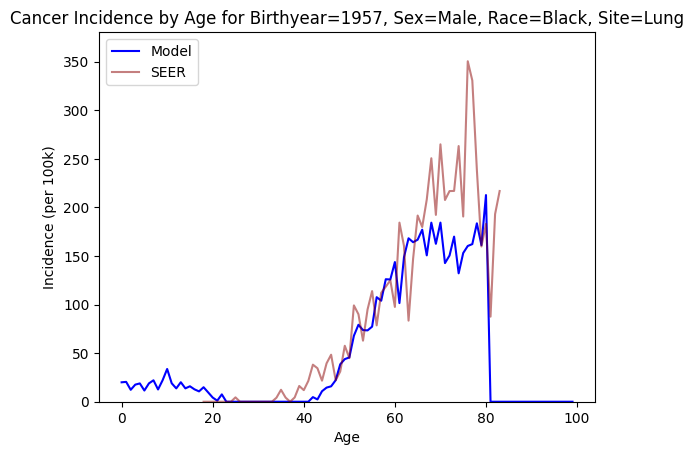 Cancer Incidence by Age for Birthyear=1957, Sex=Male, Race=Black, Site=Lung
Model
SEER
Incidence (per 100k)
350
300
250
200
150
100
50
0
0 20 40 60 80 100
Age